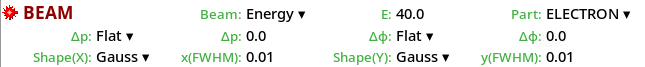 BEAM Beam: Energy ▾ E: 40.0 Part: ELECTRON ▾
Δp: Flat ▾ Δp: 0.0 Δϕ: Flat ▾ Δϕ: 0.0
Shape(X): Gauss ▾ x(FWHM): 0.01 Shape(Y): Gauss ▾ y(FWHM): 0.01